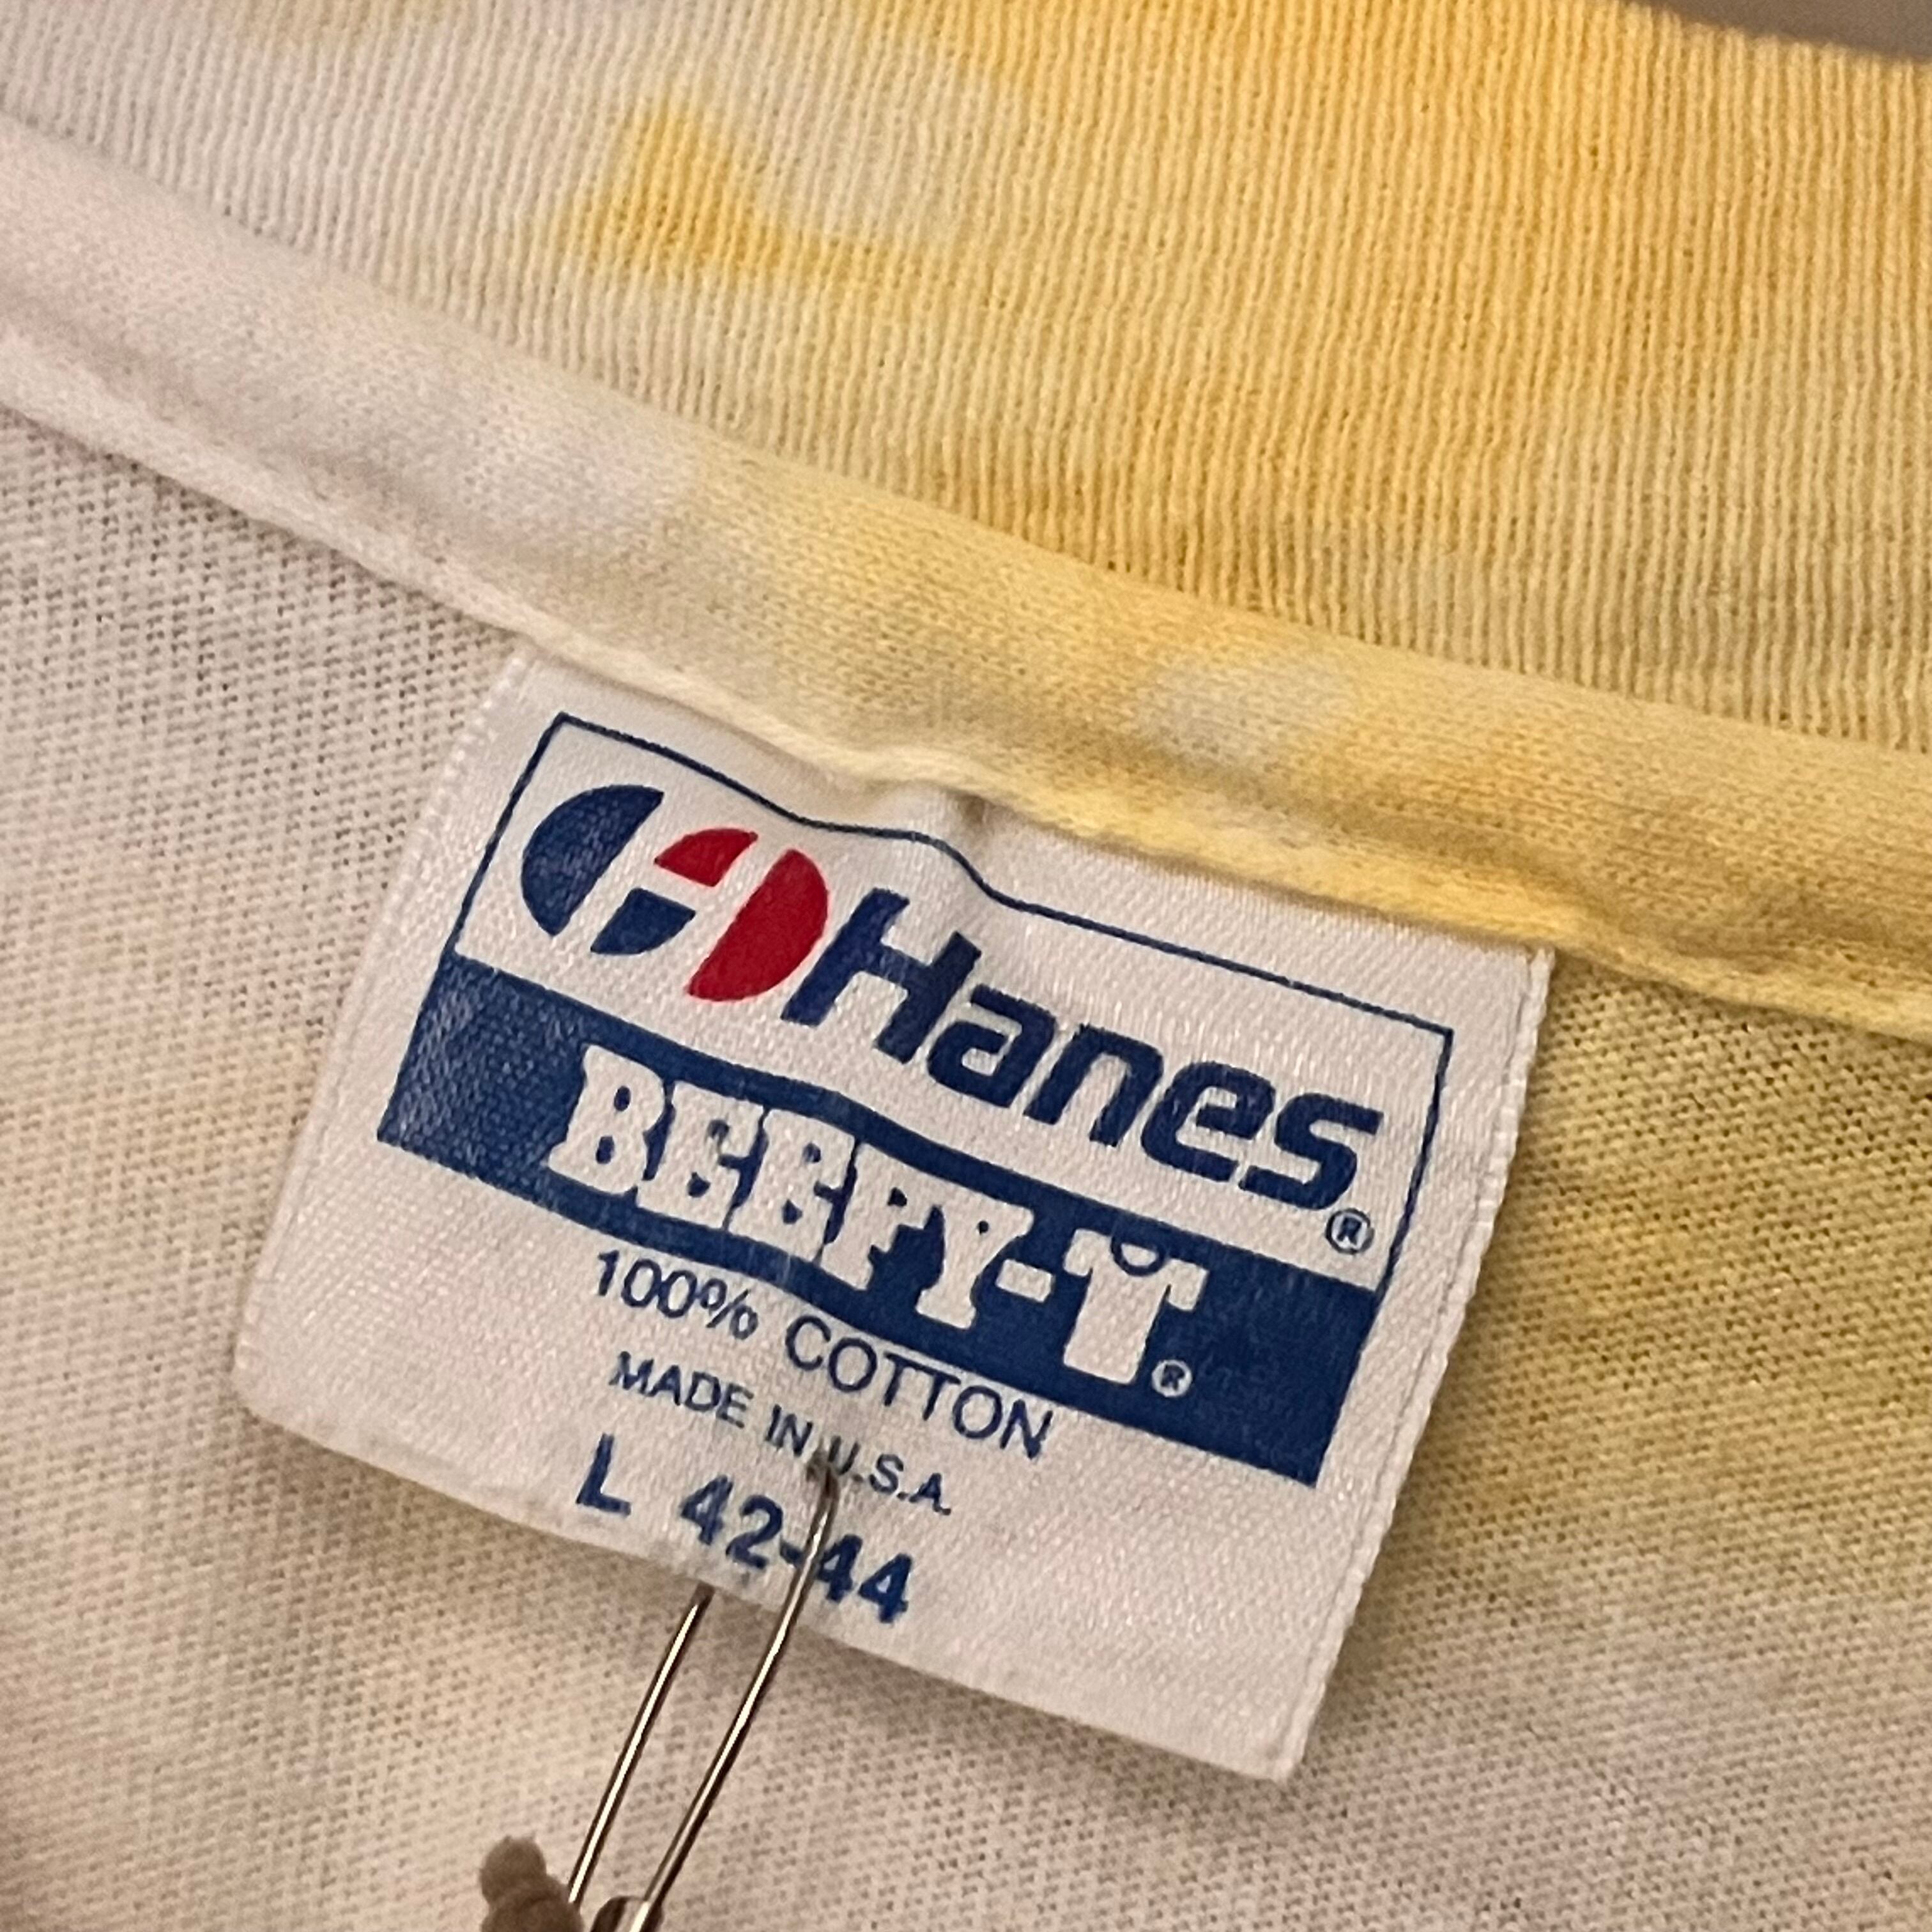 Hanes®
BEEFY-T®
100% COTTON
MADE IN U.S.A.
L 42-44